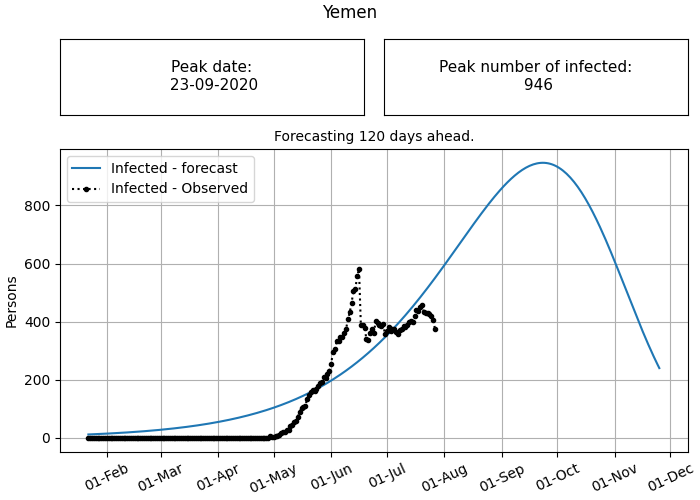 Yemen
Peak date:
23-09-2020
Peak number of infected:
946
Forecasting 120 days ahead.
Infected - forecast
Infected - Observed
Persons
800
600
400
200
0
01-Feb
01-Mar
01-Apr
01-May
01-Jun
01-Jul
01-Aug
01-Sep
01-Oct
01-Nov
01-Dec